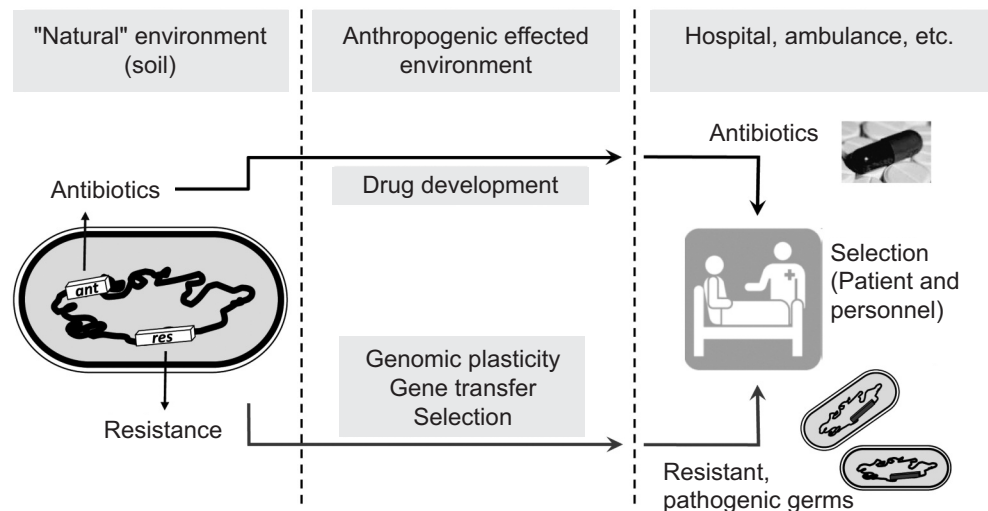 "Natural" environment
(soil)
Anthropogenic effected
environment
Hospital, ambulance, etc.
Antibiotics
Drug development
Antibiotics
ant
res
Resistance
Genomic plasticity
Gene transfer
Selection
Selection
(Patient and
personnel)
Resistant,
pathogenic germs